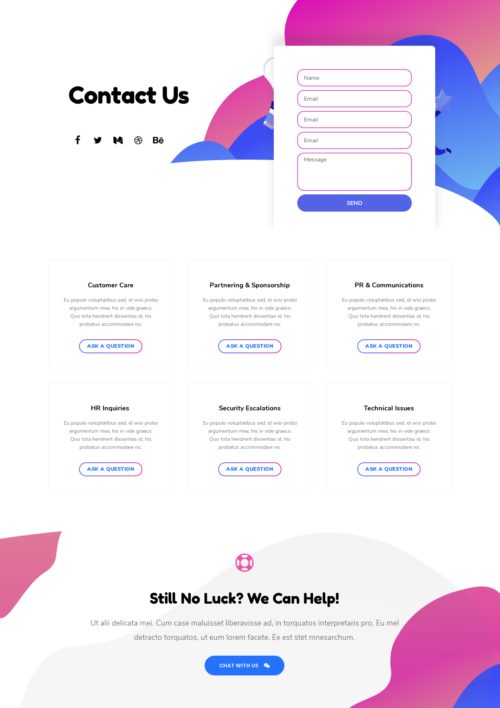 Contact Us
Name
Email
Email
Email
Message
SEND
Customer Care
Eu populo voluptatibus sed, id wisi probo
argumentum mea, his in vide graeco.
Quo tota hendrerit dissentias id, his
probatus accommodare no.
ASK A QUESTION
Partnering & Sponsorship
Eu populo voluptatibus sed, id wisi probo
argumentum mea, his in vide graeco.
Quo tota hendrerit dissentias id, his
probatus accommodare no.
ASK A QUESTION
PR & Communications
Eu populo voluptatibus sed, id wisi probo
argumentum mea, his in vide graeco.
Quo tota hendrerit dissentias id, his
probatus accommodare no.
ASK A QUESTION
HR Inquiries
Eu populo voluptatibus sed, id wisi probo
argumentum mea, his in vide graeco.
Quo tota hendrerit dissentias id, his
probatus accommodare no.
ASK A QUESTION
Security Escalations
Eu populo voluptatibus sed, id wisi probo
argumentum mea, his in vide graeco.
Quo tota hendrerit dissentias id, his
probatus accommodare no.
ASK A QUESTION
Technical Issues
Eu populo voluptatibus sed, id wisi probo
argumentum mea, his in vide graeco.
Quo tota hendrerit dissentias id, his
probatus accommodare no.
ASK A QUESTION
Still No Luck? We Can Help!
Ut alii delicata mei. Cum case maluisset liberavisse ad, in torquatos interpretaris pro. Eu mel
detracto torquatos, ut eum lorem facete. Ex est stet mnesarchum.
CHAT WITH US